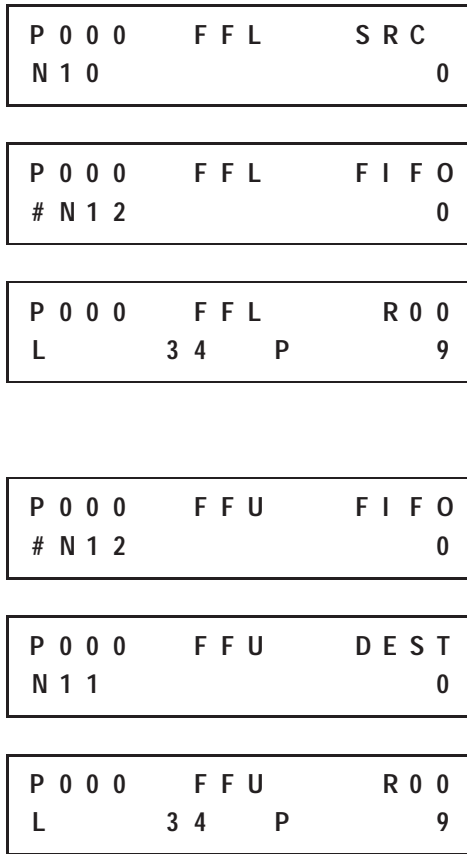 P000 FFL SRC
N10 0
P000 FFL FIFO
#N12 0
P000 FFL R00
L 34 P 9
P000 FFU FIFO
#N12 0
P000 FFU DEST
N11 0
P000 FFU R00
L 34 P 9